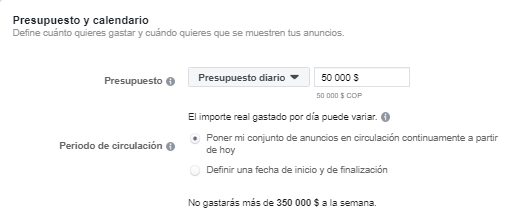 Presupuesto y calendario
Define cuánto quieres gastar y cuándo quieres que se muestren tus anuncios.
Presupuesto Presupuesto diario 50 000 $
50 000 $ COP
El importe real gastado por día puede variar.
Periodo de circulación Poner mi conjunto de anuncios en circulación continuamente a partir
de hoy
Definir una fecha de inicio y de finalización
No gastarás más de 350 000 $ a la semana.